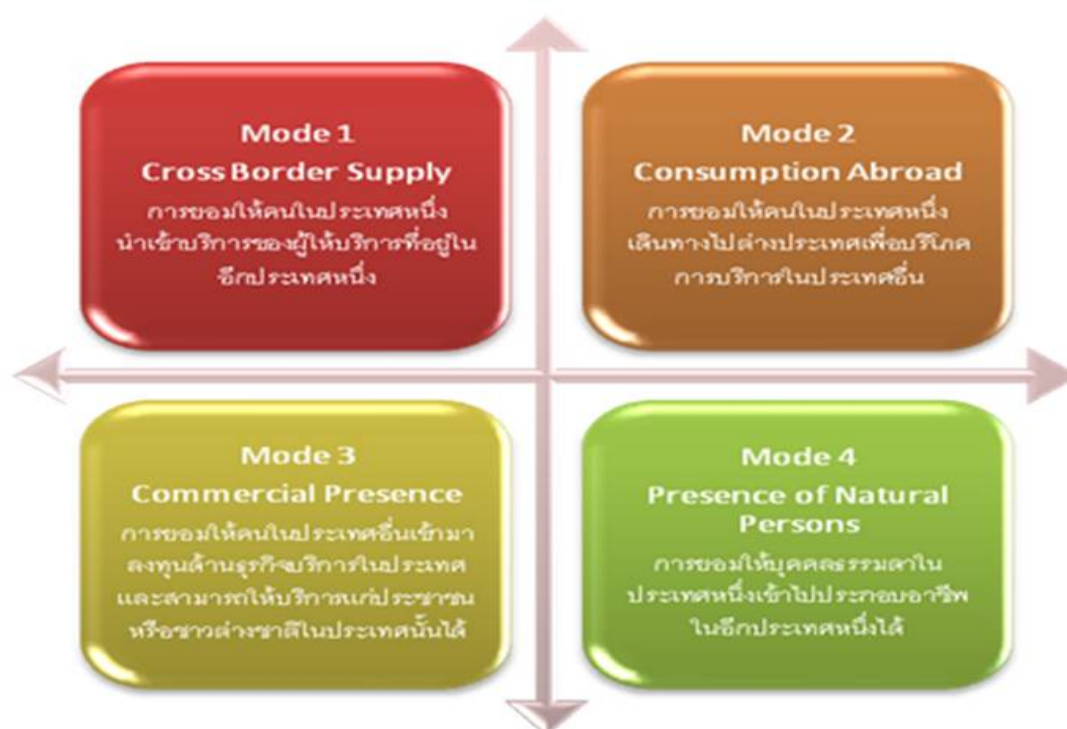 Mode 1
Cross Border Supply
การยอมให้คนในประเทศหนึ่ง
นำเข้าบริการของผู้ให้บริการที่อยู่ใน
อีกประเทศหนึ่ง
Mode 2
Consumption Abroad
การยอมให้คนในประเทศหนึ่ง
เดินทางไปต่างประเทศเพื่อบริโภค
การบริการในประเทศอื่น
Mode 3
Commercial Presence
การยอมให้คนในประเทศอื่นเข้ามา
ลงทุนด้านธุรกิจบริการในประเทศ
และสามารถให้บริการแก่ประชาชน
หรือชาวต่างชาติในประเทศนั้นได้
Mode 4
Presence of Natural
Persons
การยอมให้บุคคลธรรมดาใน
ประเทศหนึ่งเข้าไปประกอบอาชีพ
ในอีกประเทศหนึ่งได้